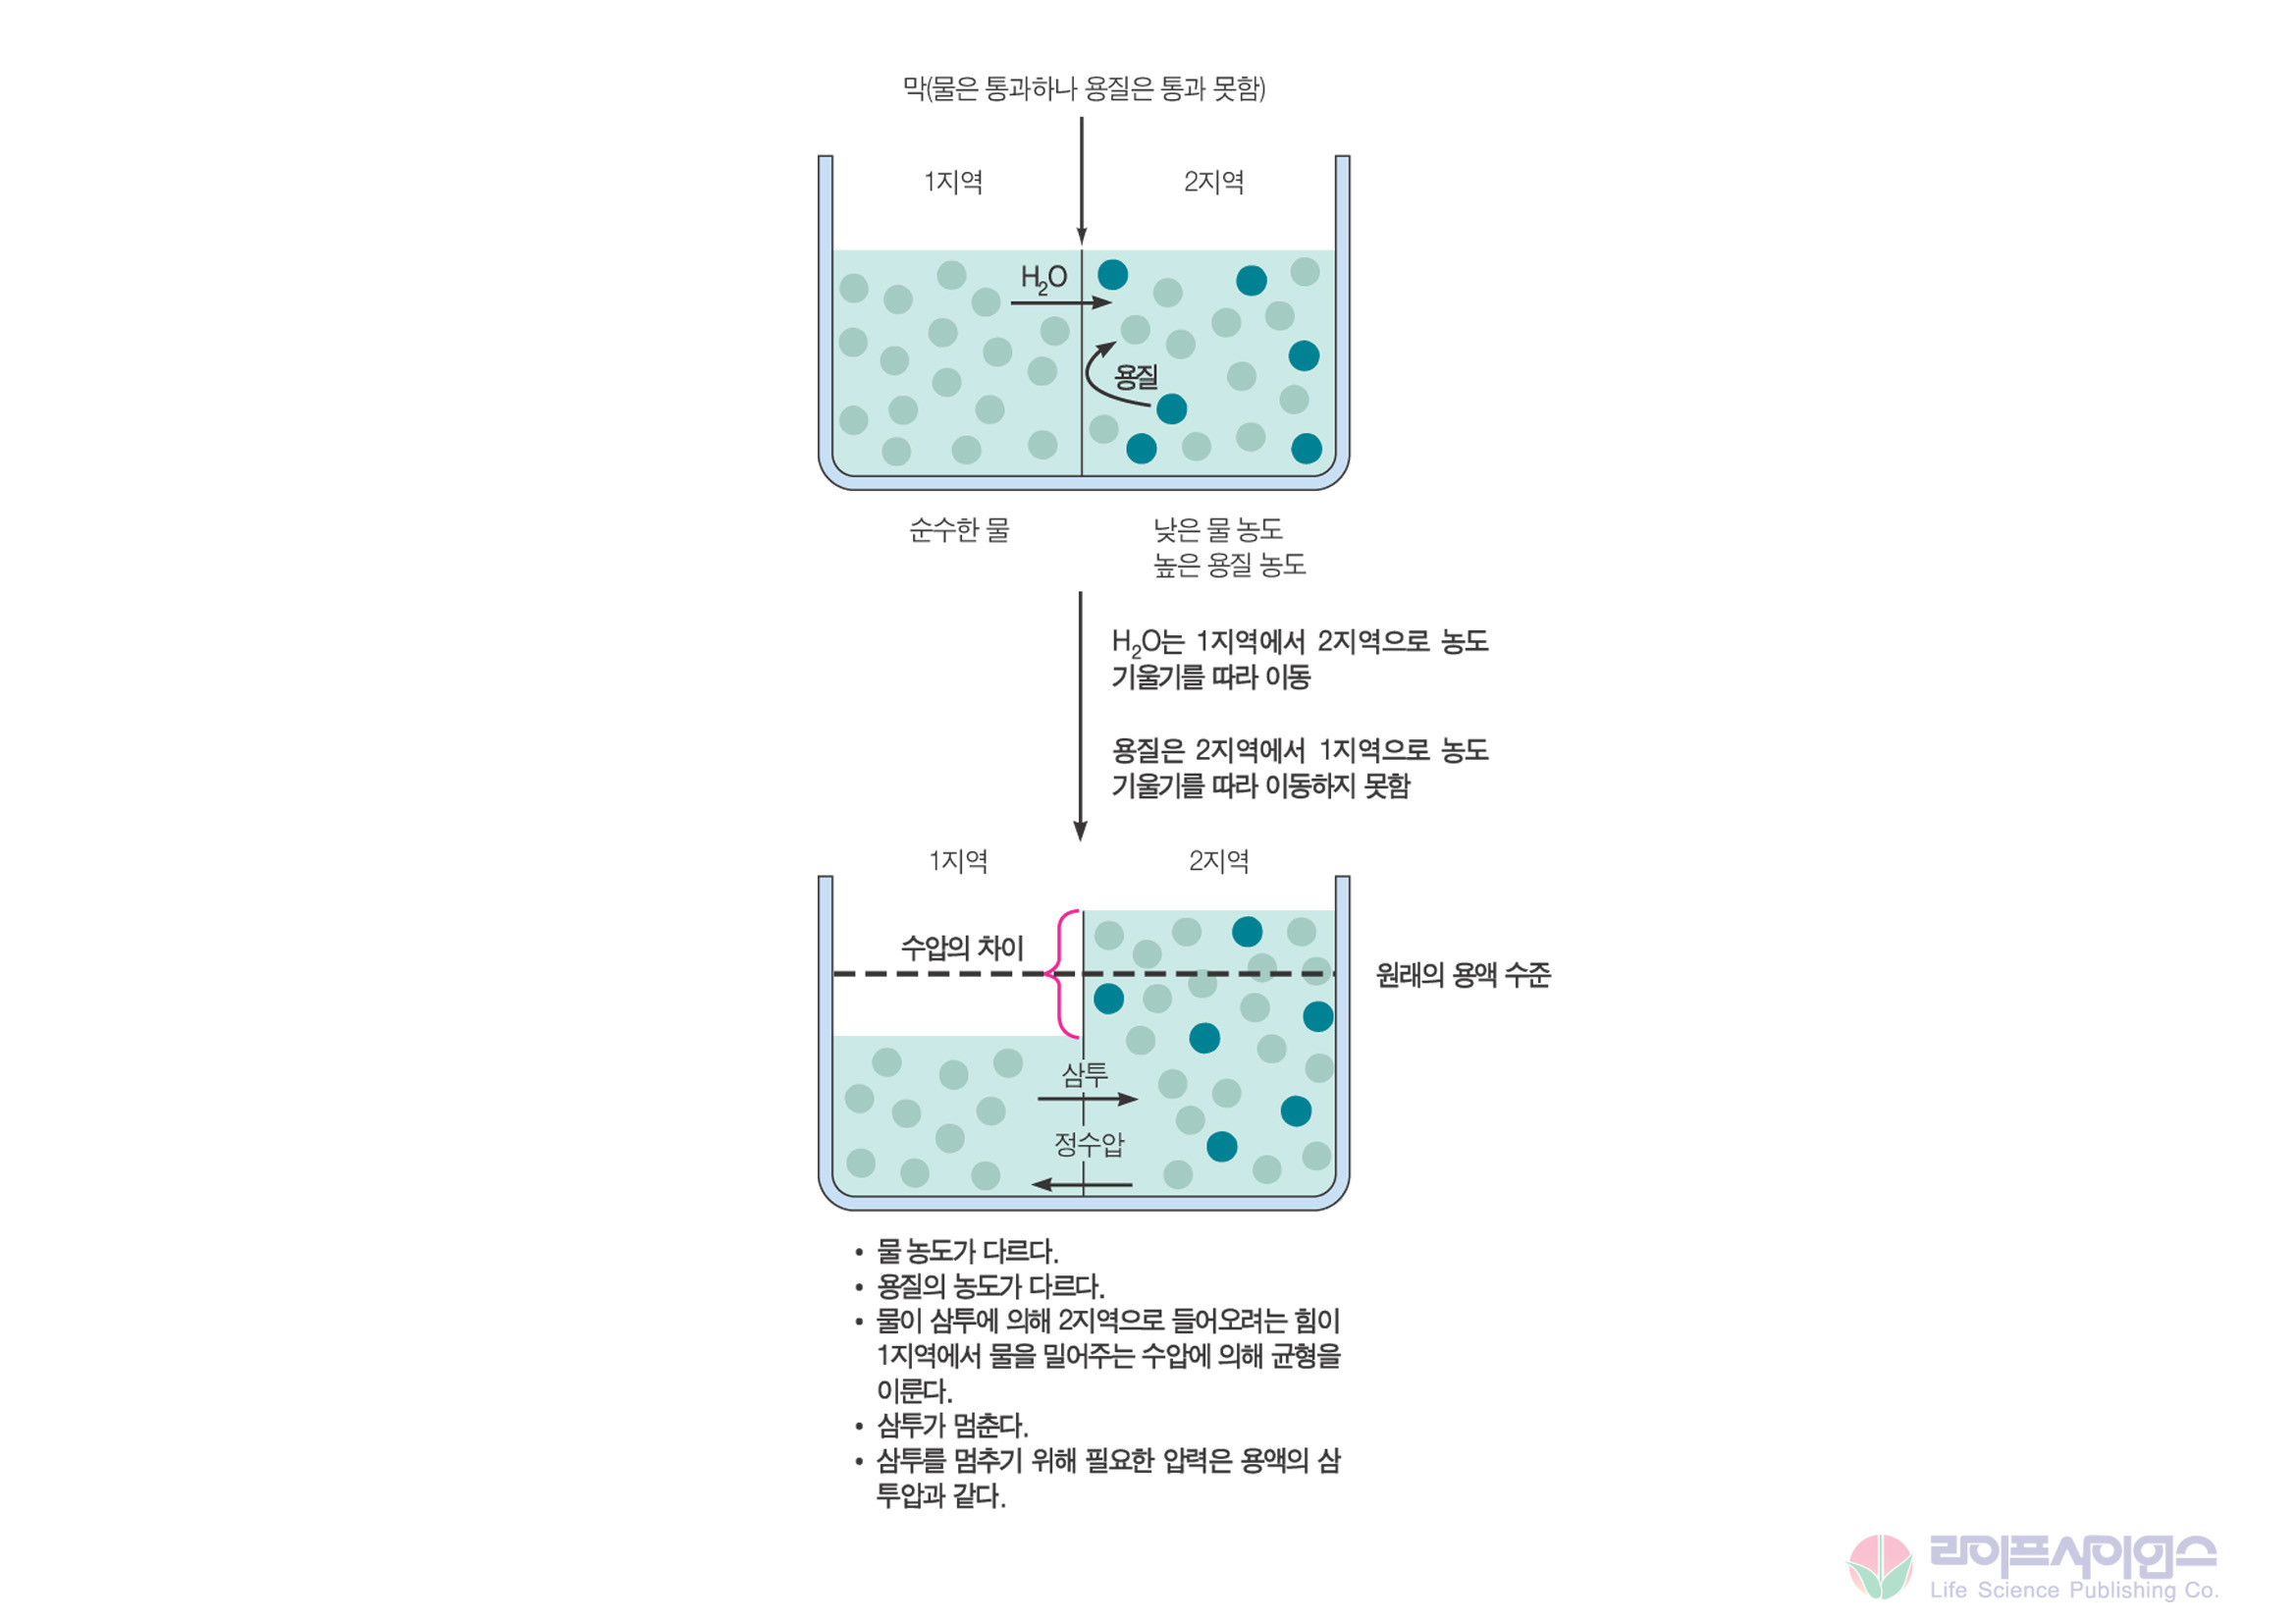 막(물은 통과하나 용질은 통과 못함)
1지역
2지역
H₂O
용질
순수한 물
낮은 물 농도
높은 용질 농도
H₂O는 1지역에서 2지역으로 농도
기울기를 따라 이동
용질은 2지역에서 1지역으로 농도
기울기를 따라 이동하지 못함
1지역
2지역
수압의 차이
원래의 용액 수준
삼투
정수압
• 물 농도가 다르다.
• 용질의 농도가 다르다.
• 물이 삼투에 의해 2지역으로 들어오려는 힘이
1지역에서 물을 밀어주는 수압에 의해 균형을
이룬다.
• 삼투가 멈춘다.
• 삼투를 멈추기 위해 필요한 압력은 용액의 삼
투압과 같다.
라이프사이언스
Life Science Publishing Co.